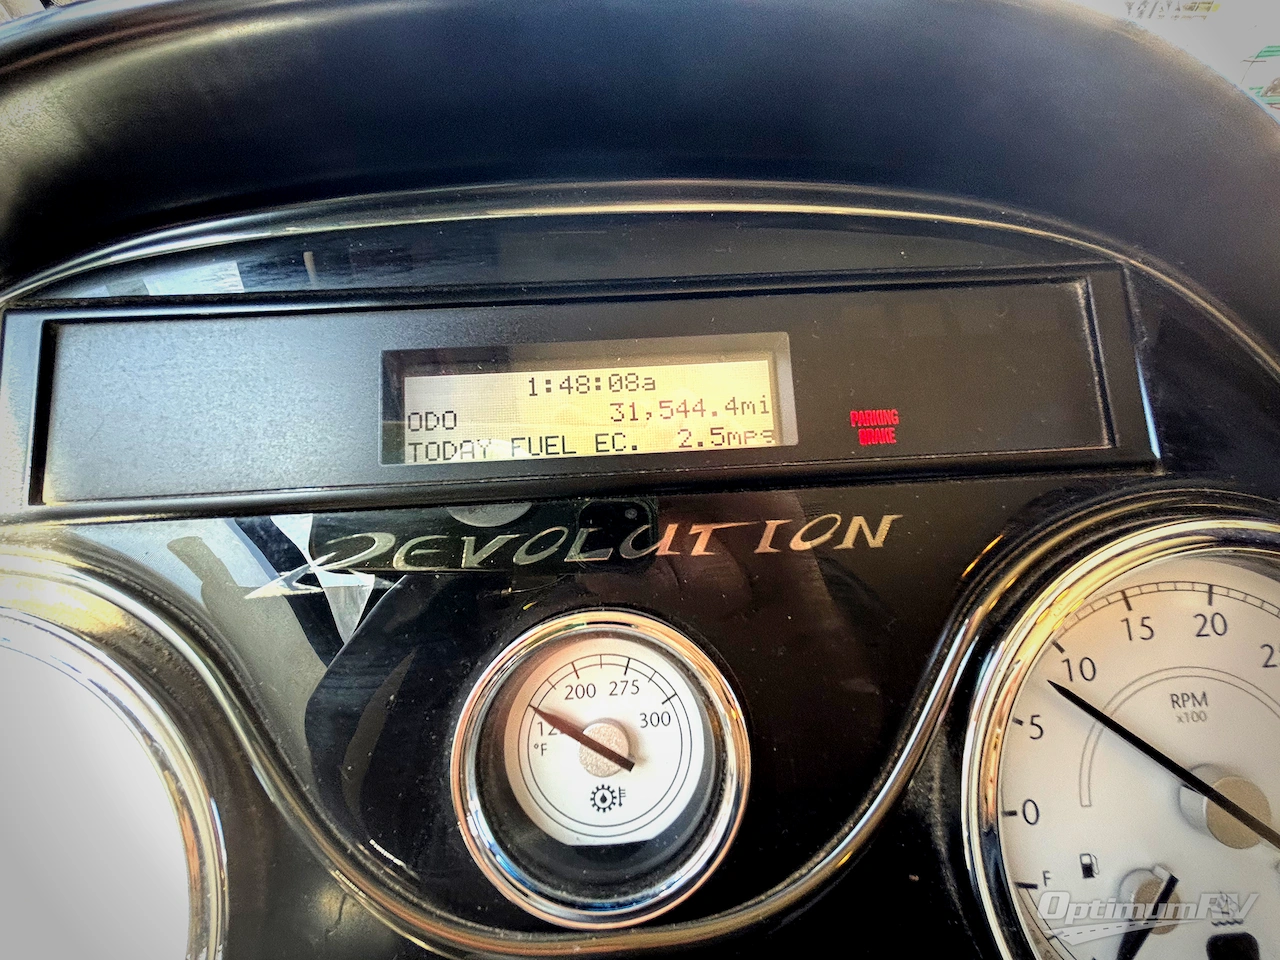 1:48:08a
ODO 31,544.4mi
TODAY FUEL EC. 2.5mpg
PARKING
BRAKE
REVOLUTION
200 275
300
°F
15 20
10
5
0
RPM
x100
F
OptimumRV